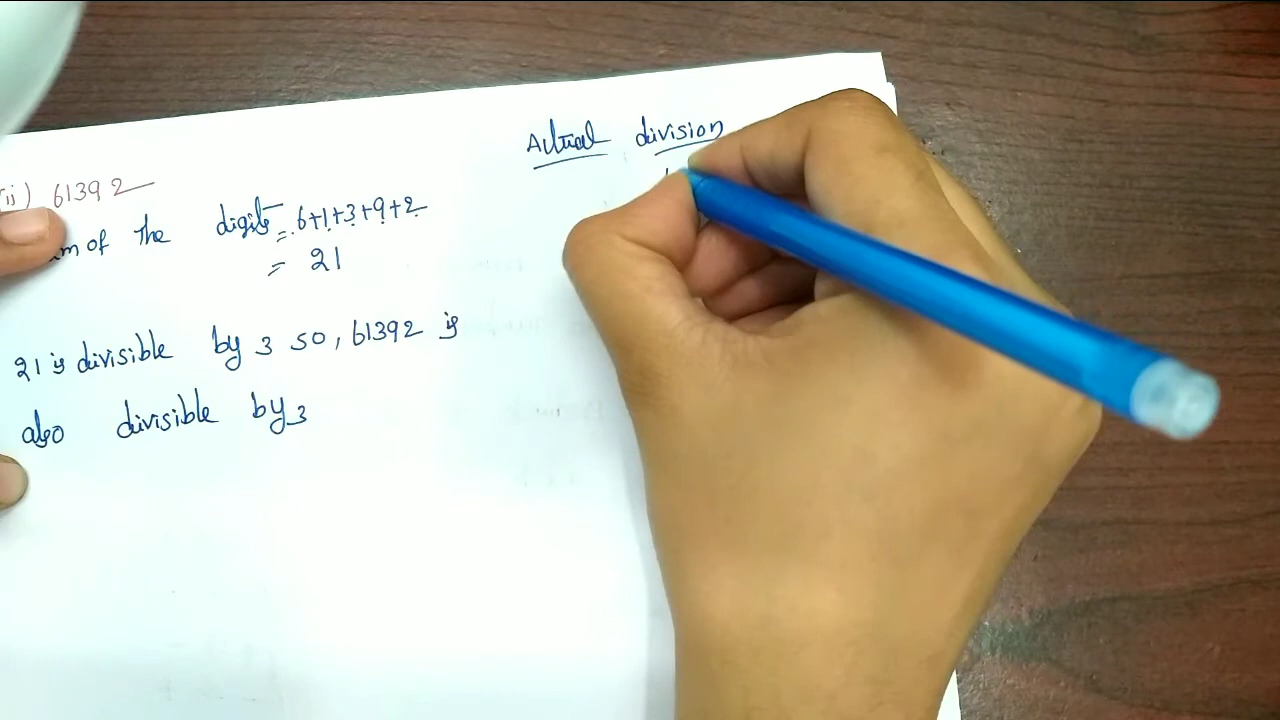 ii) 61392
m of the digits = 6+1+3+9+2
= 21
21 is divisible by 3 so, 61392 is
also divisible by 3
Actual division